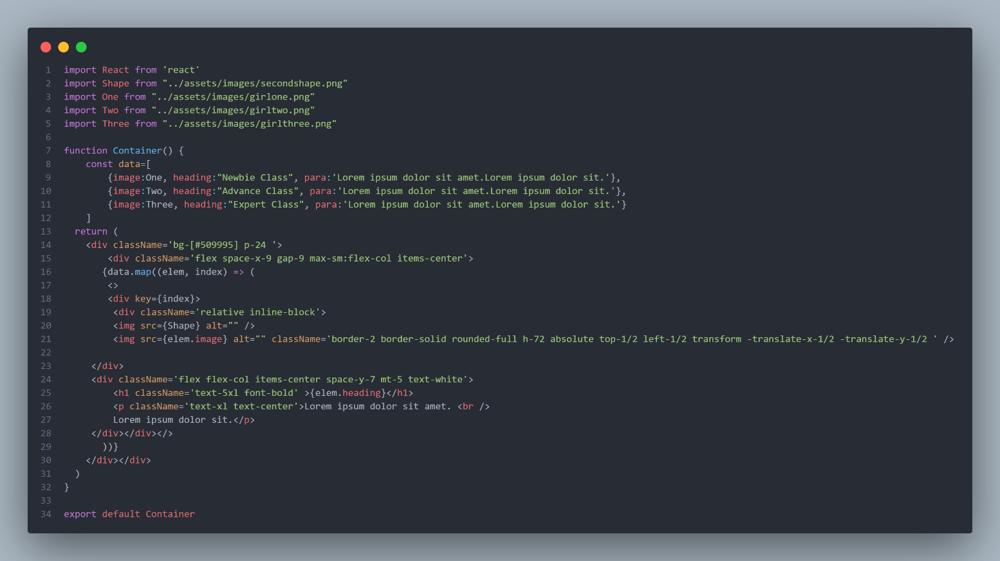 1 import React from 'react'
2 import Shape from "../assets/images/secondshape.png"
3 import One from "../assets/images/girlone.png"
4 import Two from "../assets/images/girltwo.png"
5 import Three from "../assets/images/girlthree.png"
6
7 function Container() {
8     const data=[
9         {image:One, heading:"Newbie Class", para:'Lorem ipsum dolor sit amet.Lorem ipsum dolor sit.'},
10         {image:Two, heading:"Advance Class", para:'Lorem ipsum dolor sit amet.Lorem ipsum dolor sit.'},
11         {image:Three, heading:"Expert Class", para:'Lorem ipsum dolor sit amet.Lorem ipsum dolor sit.'}
12     ]
13   return (
14     <div className='bg-[#509995] p-24 '>
15         <div className='flex space-x-9 gap-9 max-sm:flex-col items-center'>
16        {data.map((elem, index) => (
17         <>
18         <div key={index}>
19          <div className='relative inline-block'>
20          <img src={Shape} alt="" />
21          <img src={elem.image} alt="" className='border-2 border-solid rounded-full h-72 absolute top-1/2 left-1/2 transform -translate-x-1/2 -translate-y-1/2 ' />
22
23      </div>
24      <div className='flex flex-col items-center space-y-7 mt-5 text-white'>
25          <h1 className='text-5xl font-bold' >{elem.heading}</h1>
26          <p className='text-xl text-center'>Lorem ipsum dolor sit amet. <br />
27          Lorem ipsum dolor sit.</p>
28      </div></div></>
29        ))}
30     </div></div>
31   )
32 }
33
34 export default Container